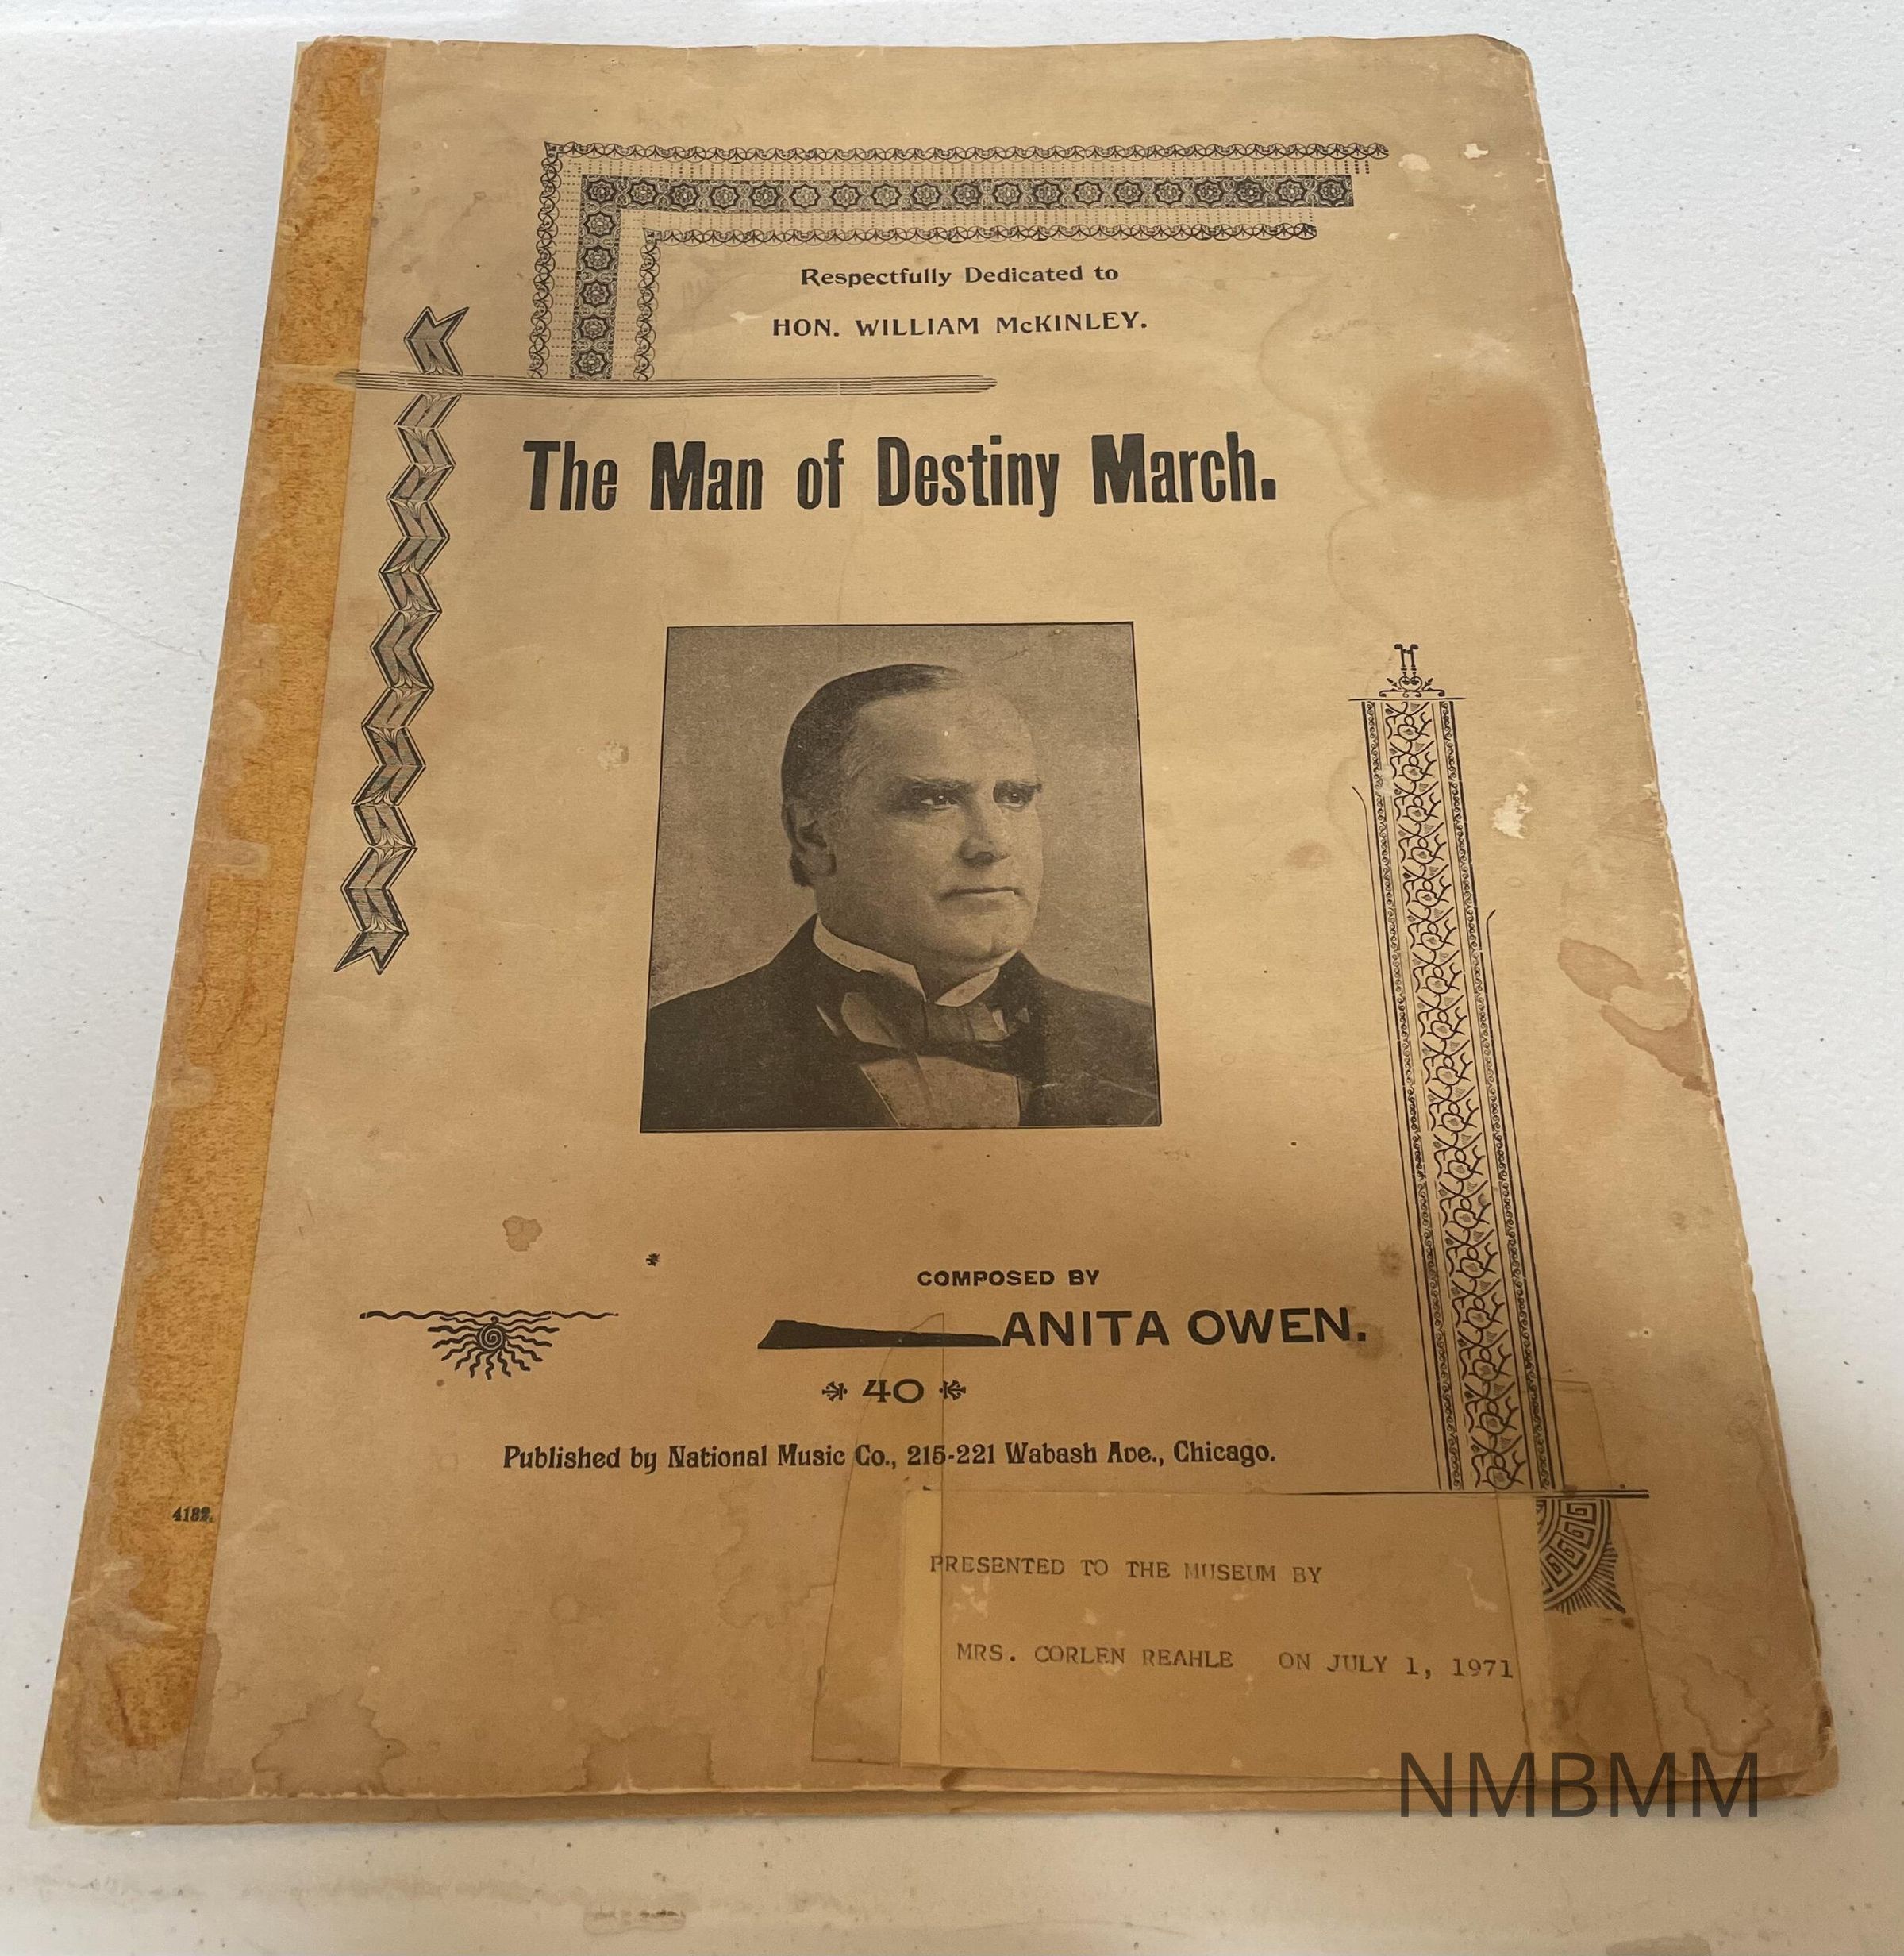 Respectfully Dedicated to
HON. WILLIAM McKINLEY.
The Man of Destiny March.
COMPOSED BY
ANITA OWEN.
40
Published by National Music Co., 215-221 Wabash Ave., Chicago.
PRESENTED TO THE MUSEUM BY
MRS. CORLEN REAHLE ON JULY 1, 1971
NMBMM